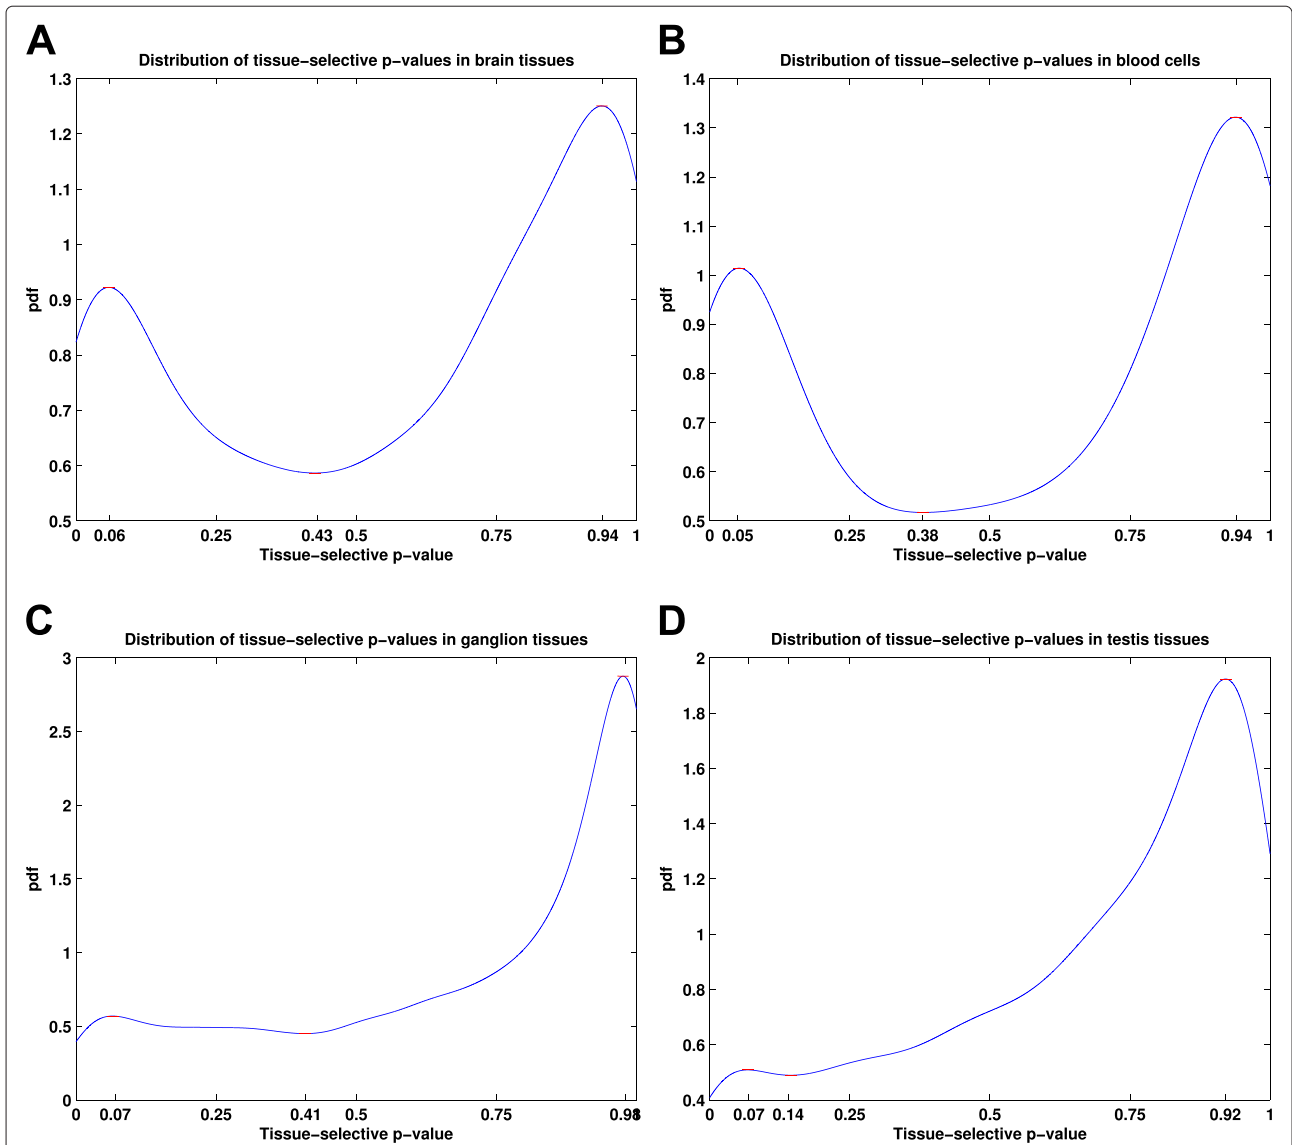 A
Distribution of tissue-selective p-values in brain tissues
1.3
1.2
1.1
1
0.9
0.8
0.7
0.6
0.5
pdf
0 0.06 0.25 0.43 0.5 0.75 0.94 1
Tissue-selective p-value
B
Distribution of tissue-selective p-values in blood cells
1.4
1.3
1.2
1.1
1
0.9
0.8
0.7
0.6
0.5
pdf
0 0.05 0.25 0.38 0.5 0.75 0.94 1
Tissue-selective p-value
C
Distribution of tissue-selective p-values in ganglion tissues
3
2.5
2
1.5
1
0.5
0
pdf
0 0.07 0.25 0.41 0.5 0.75 0.98 1
Tissue-selective p-value
D
Distribution of tissue-selective p-values in testis tissues
2
1.8
1.6
1.4
1.2
1
0.8
0.6
0.4
pdf
0 0.07 0.14 0.25 0.5 0.75 0.92 1
Tissue-selective p-value